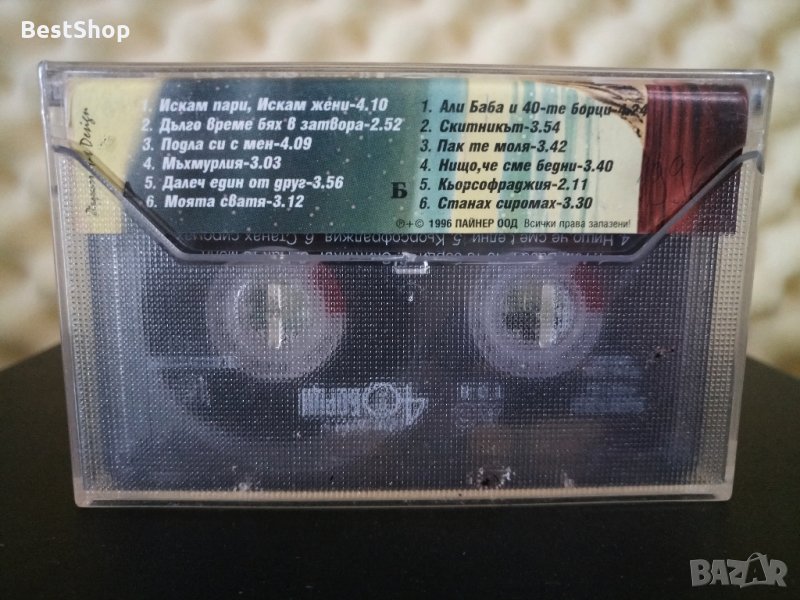 BestShop
Design
1. Искам пари, Искам жени-4.10
2. Дълго време бях в затвора-2.52
3. Подла си с мен-4.09
4. Мъхмурлия-3.03
5. Далеч един от друг-3.56
6. Моята сватя-3.12
А
Б
1. Али Баба и 40-те борци-4.24
2. Скитникът-3.54
3. Пак те моля-3.42
4. Нищо,че сме бедни-3.40
5. Кьорсофраджия-2.11
6. Станах сиромах-3.30
℗+© 1996 ПАЙНЕР ООД Всички права запазени!
BAZAR